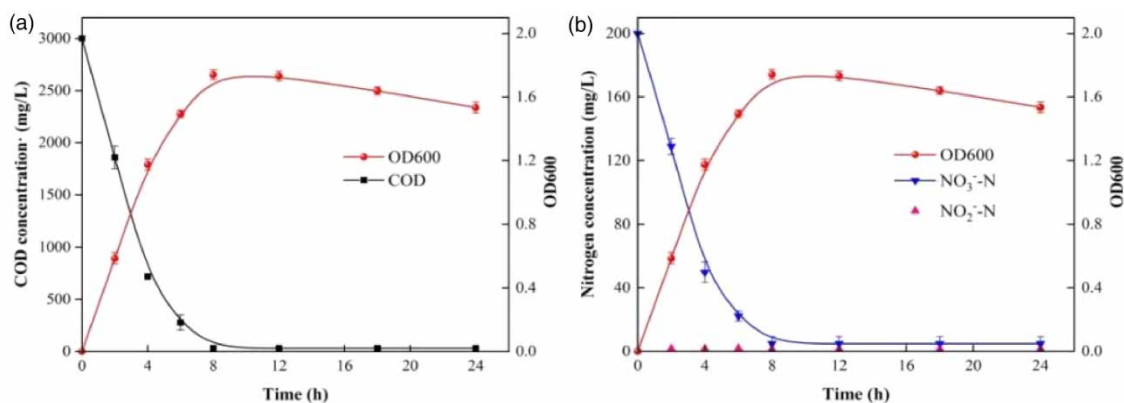 (a)
3000
2500
2000
1500
1000
500
0
COD concentration· (mg/L)
2.0
1.6
1.2
0.8
0.4
0.0
OD600
OD600
COD
0 4 8 12 16 20 24
Time (h)
(b)
200
160
120
80
40
0
Nitrogen concentration (mg/L)
2.0
1.6
1.2
0.8
0.4
0.0
OD600
OD600
NO₃⁻-N
NO₂⁻-N
0 4 8 12 16 20 24
Time (h)